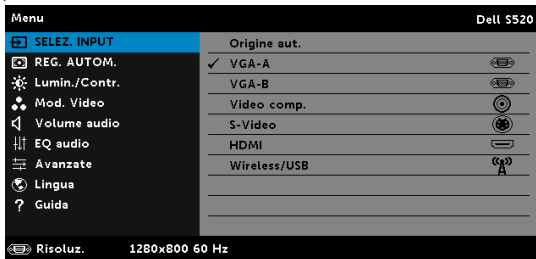 Menu Dell S520
SELEZ. INPUT
REG. AUTOM.
Lumin./Contr.
Mod. Video
Volume audio
EQ audio
Avanzate
Lingua
? Guida
Origine aut.
✓ VGA-A
VGA-B
Video comp.
S-Video
HDMI
Wireless/USB
Risoluz. 1280x800 60 Hz